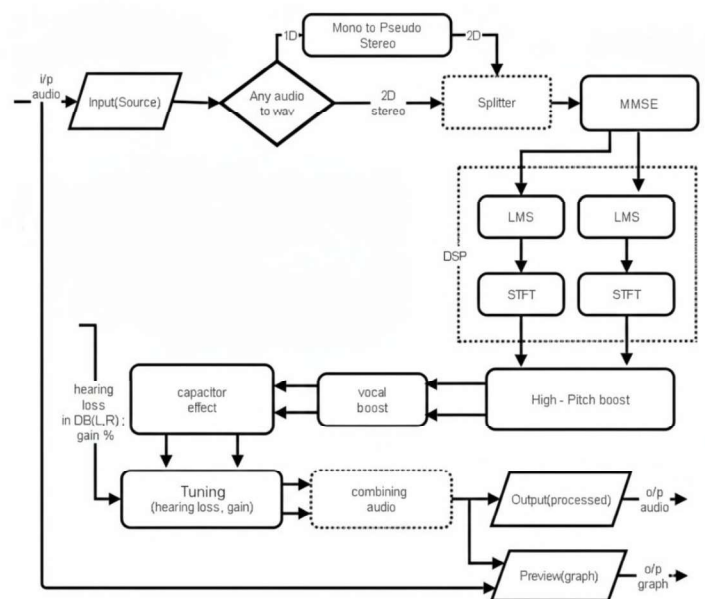 1D
Mono to Pseudo
Stereo
2D
i/p
audio
Input(Source)
Any audio
to wav
2D
stereo
Splitter
MMSE
LMS
LMS
DSP
STFT
STFT
hearing
loss
in DB(L,R) :
gain %
capacitor
effect
vocal
boost
High - Pitch boost
Tuning
(hearing loss, gain)
combining
audio
Output(processed)
o/p
audio
Preview(graph)
o/p
graph